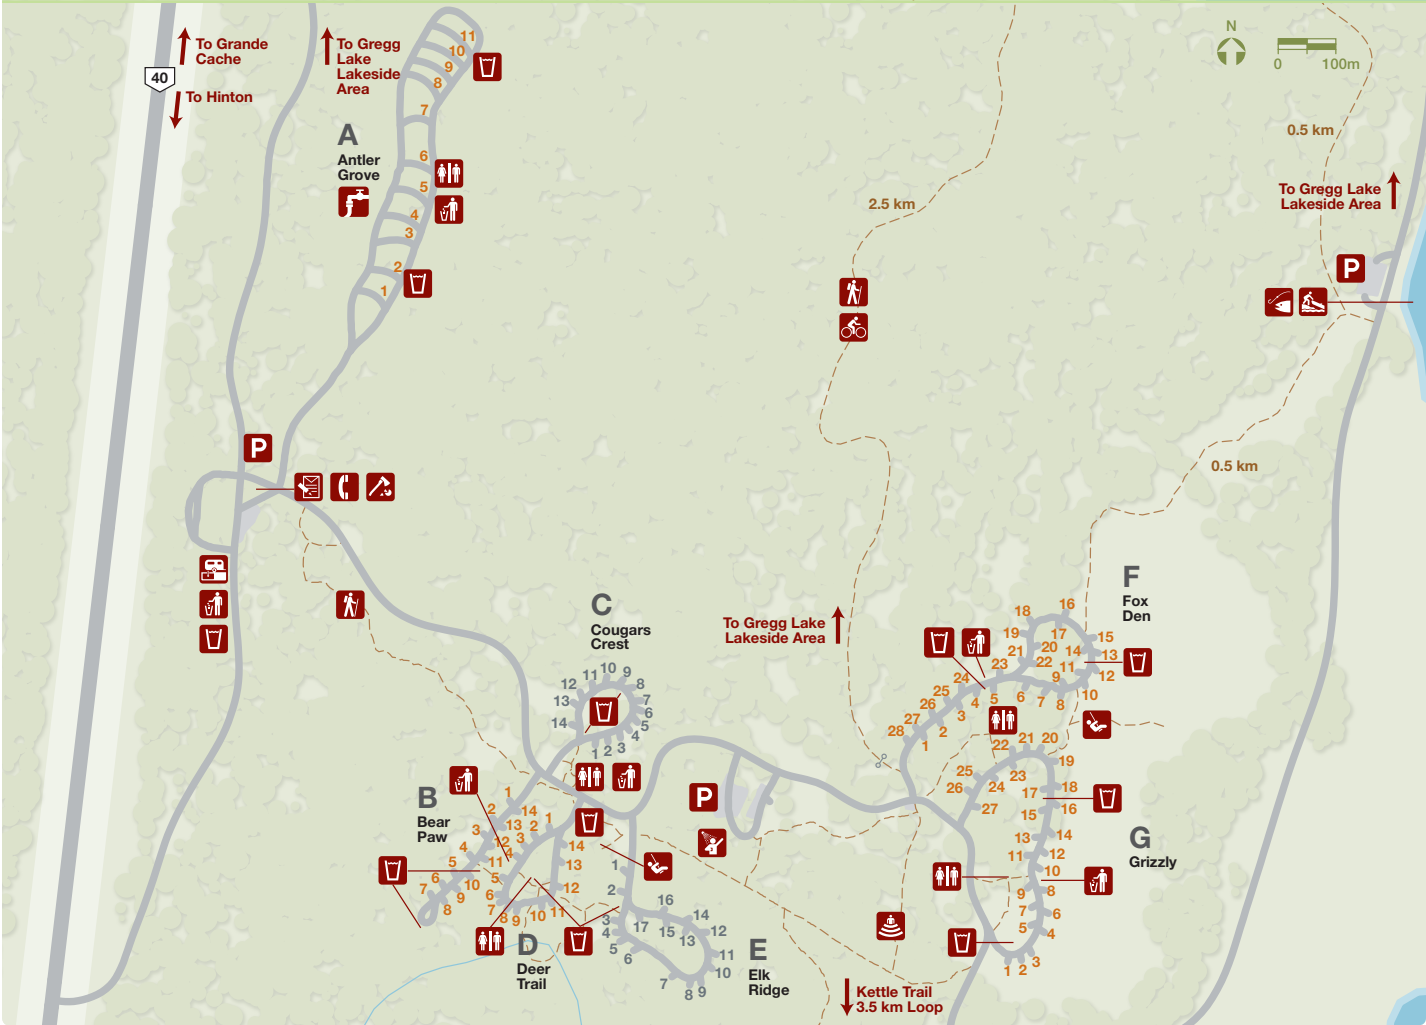 To Grande
Cache
40
To Hinton
To Gregg
Lake
Lakeside
Area
A
Antler
Grove
11
10
9
8
7
6
5
4
3
2
1
N
0 100m
0.5 km
To Gregg Lake
Lakeside Area
P
2.5 km
0.5 km
P
To Gregg Lake
Lakeside Area
C
Cougars
Crest
10
11 9
12 8
13 7
6
14 5
4
1 2 3
F
Fox
Den
16
18
17 15
19
20 14 13
21
22 11 12
23
24 9
10
25 5 6 7 8
4
26 3
27
2
28
1
B
Bear
Paw
1
2 14
3 13
4 12
5 11
6 10
7 9
8
1
2
3
4 14
5 13
6 12
7 8 9 10 11
D
Deer
Trail
P
1
2
3 16
4 17 15 14
5 13 12
6 11
7 10
8 9
E
Elk
Ridge
22 21 20
25 23 19
26 24 18
17
27 16
15
14
13
12
11
10
9 8
7 6
5
4
3
1 2
G
Grizzly
Kettle Trail
3.5 km Loop